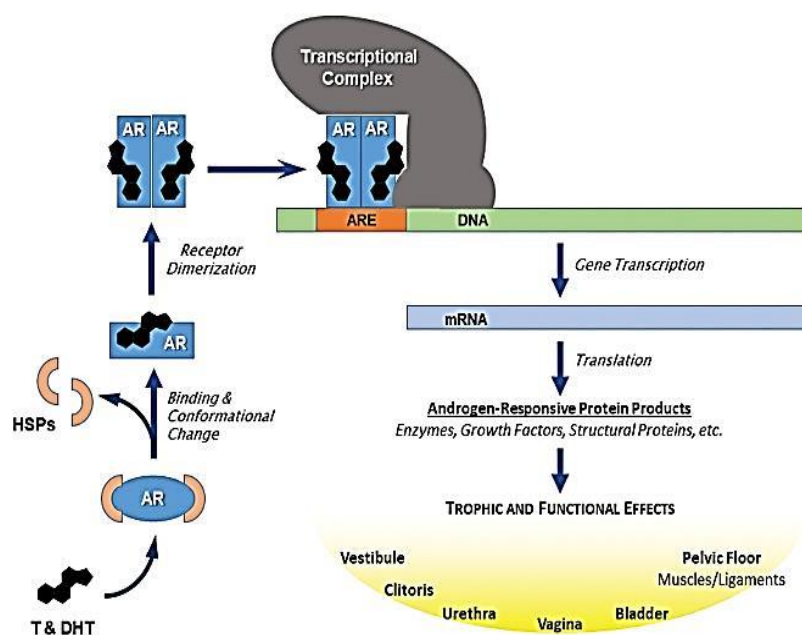 Transcriptional
Complex
AR AR
AR AR
ARE
DNA
Receptor
Dimerization
Gene Transcription
mRNA
AR
Translation
Binding &
Conformational
Change
HSPs
Androgen-Responsive Protein Products
Enzymes, Growth Factors, Structural Proteins, etc.
AR
TROPHIC AND FUNCTIONAL EFFECTS
Vestibule
Clitoris
Urethra
Vagina
Bladder
Pelvic Floor
Muscles/Ligaments
T & DHT